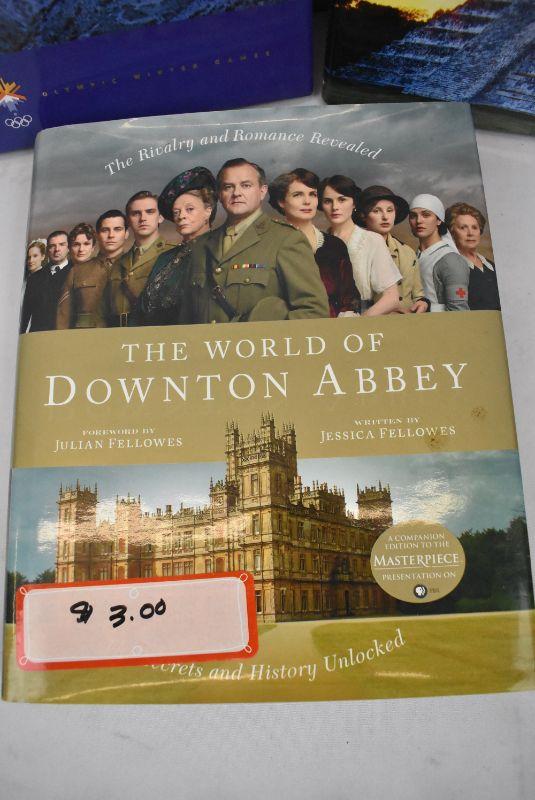 OLYMPIC WINTER GAMES
The Rivalry and Romance Revealed
THE WORLD OF
DOWNTON ABBEY
FOREWORD BY
JULIAN FELLOWES
WRITTEN BY
JESSICA FELLOWES
A COMPANION
EDITION TO THE
MASTERPIECE
PRESENTATION ON
PBS
$ 3.00
Secrets and History Unlocked